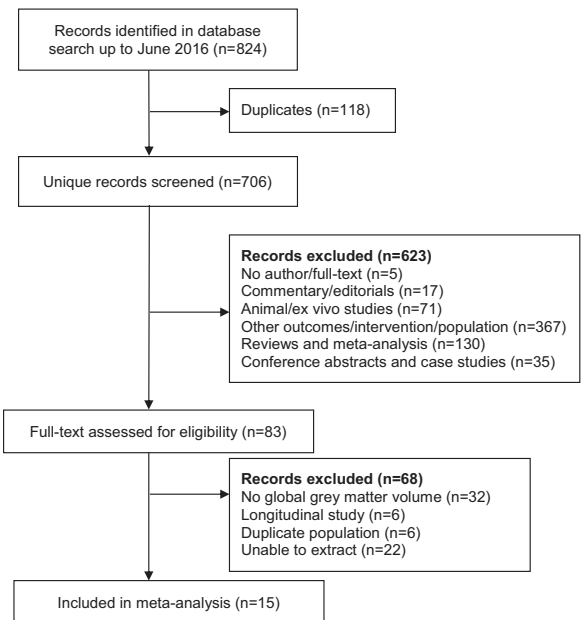 Records identified in database
search up to June 2016 (n=824)
Duplicates (n=118)
Unique records screened (n=706)
Records excluded (n=623)
No author/full-text (n=5)
Commentary/editorials (n=17)
Animal/ex vivo studies (n=71)
Other outcomes/intervention/population (n=367)
Reviews and meta-analysis (n=130)
Conference abstracts and case studies (n=35)
Full-text assessed for eligibility (n=83)
Records excluded (n=68)
No global grey matter volume (n=32)
Longitudinal study (n=6)
Duplicate population (n=6)
Unable to extract (n=22)
Included in meta-analysis (n=15)